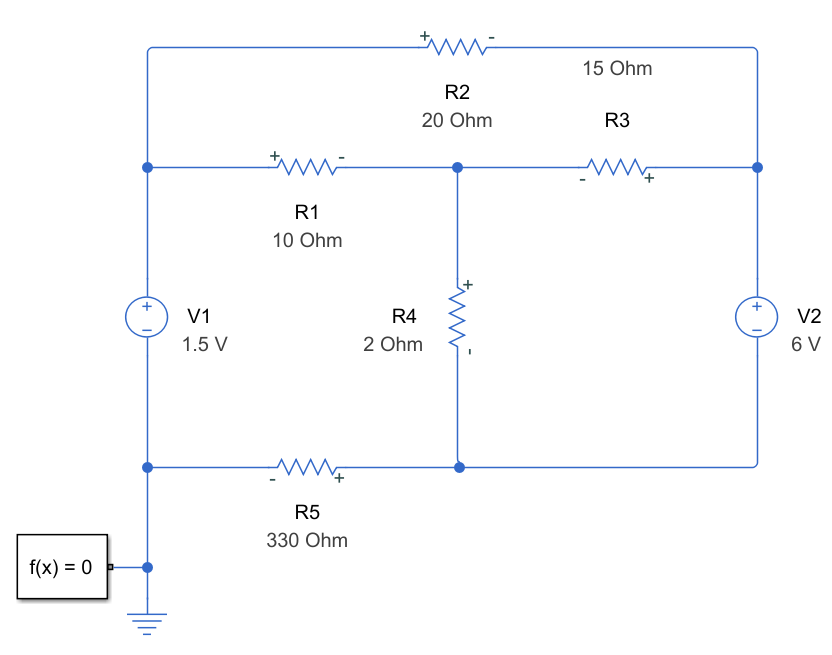 + -
15 Ohm
R2
20 Ohm
R3
+ -
- +
R1
10 Ohm
+
+
V1
1.5 V
-
R4
2 Ohm
-
+
V2
6 V
-
- +
R5
330 Ohm
f(x) = 0